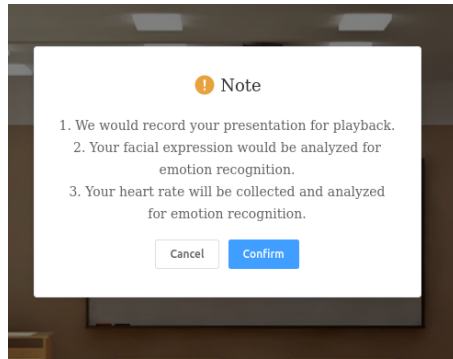 Note
1. We would record your presentation for playback.
2. Your facial expression would be analyzed for
emotion recognition.
3. Your heart rate will be collected and analyzed
for emotion recognition.
Cancel
Confirm